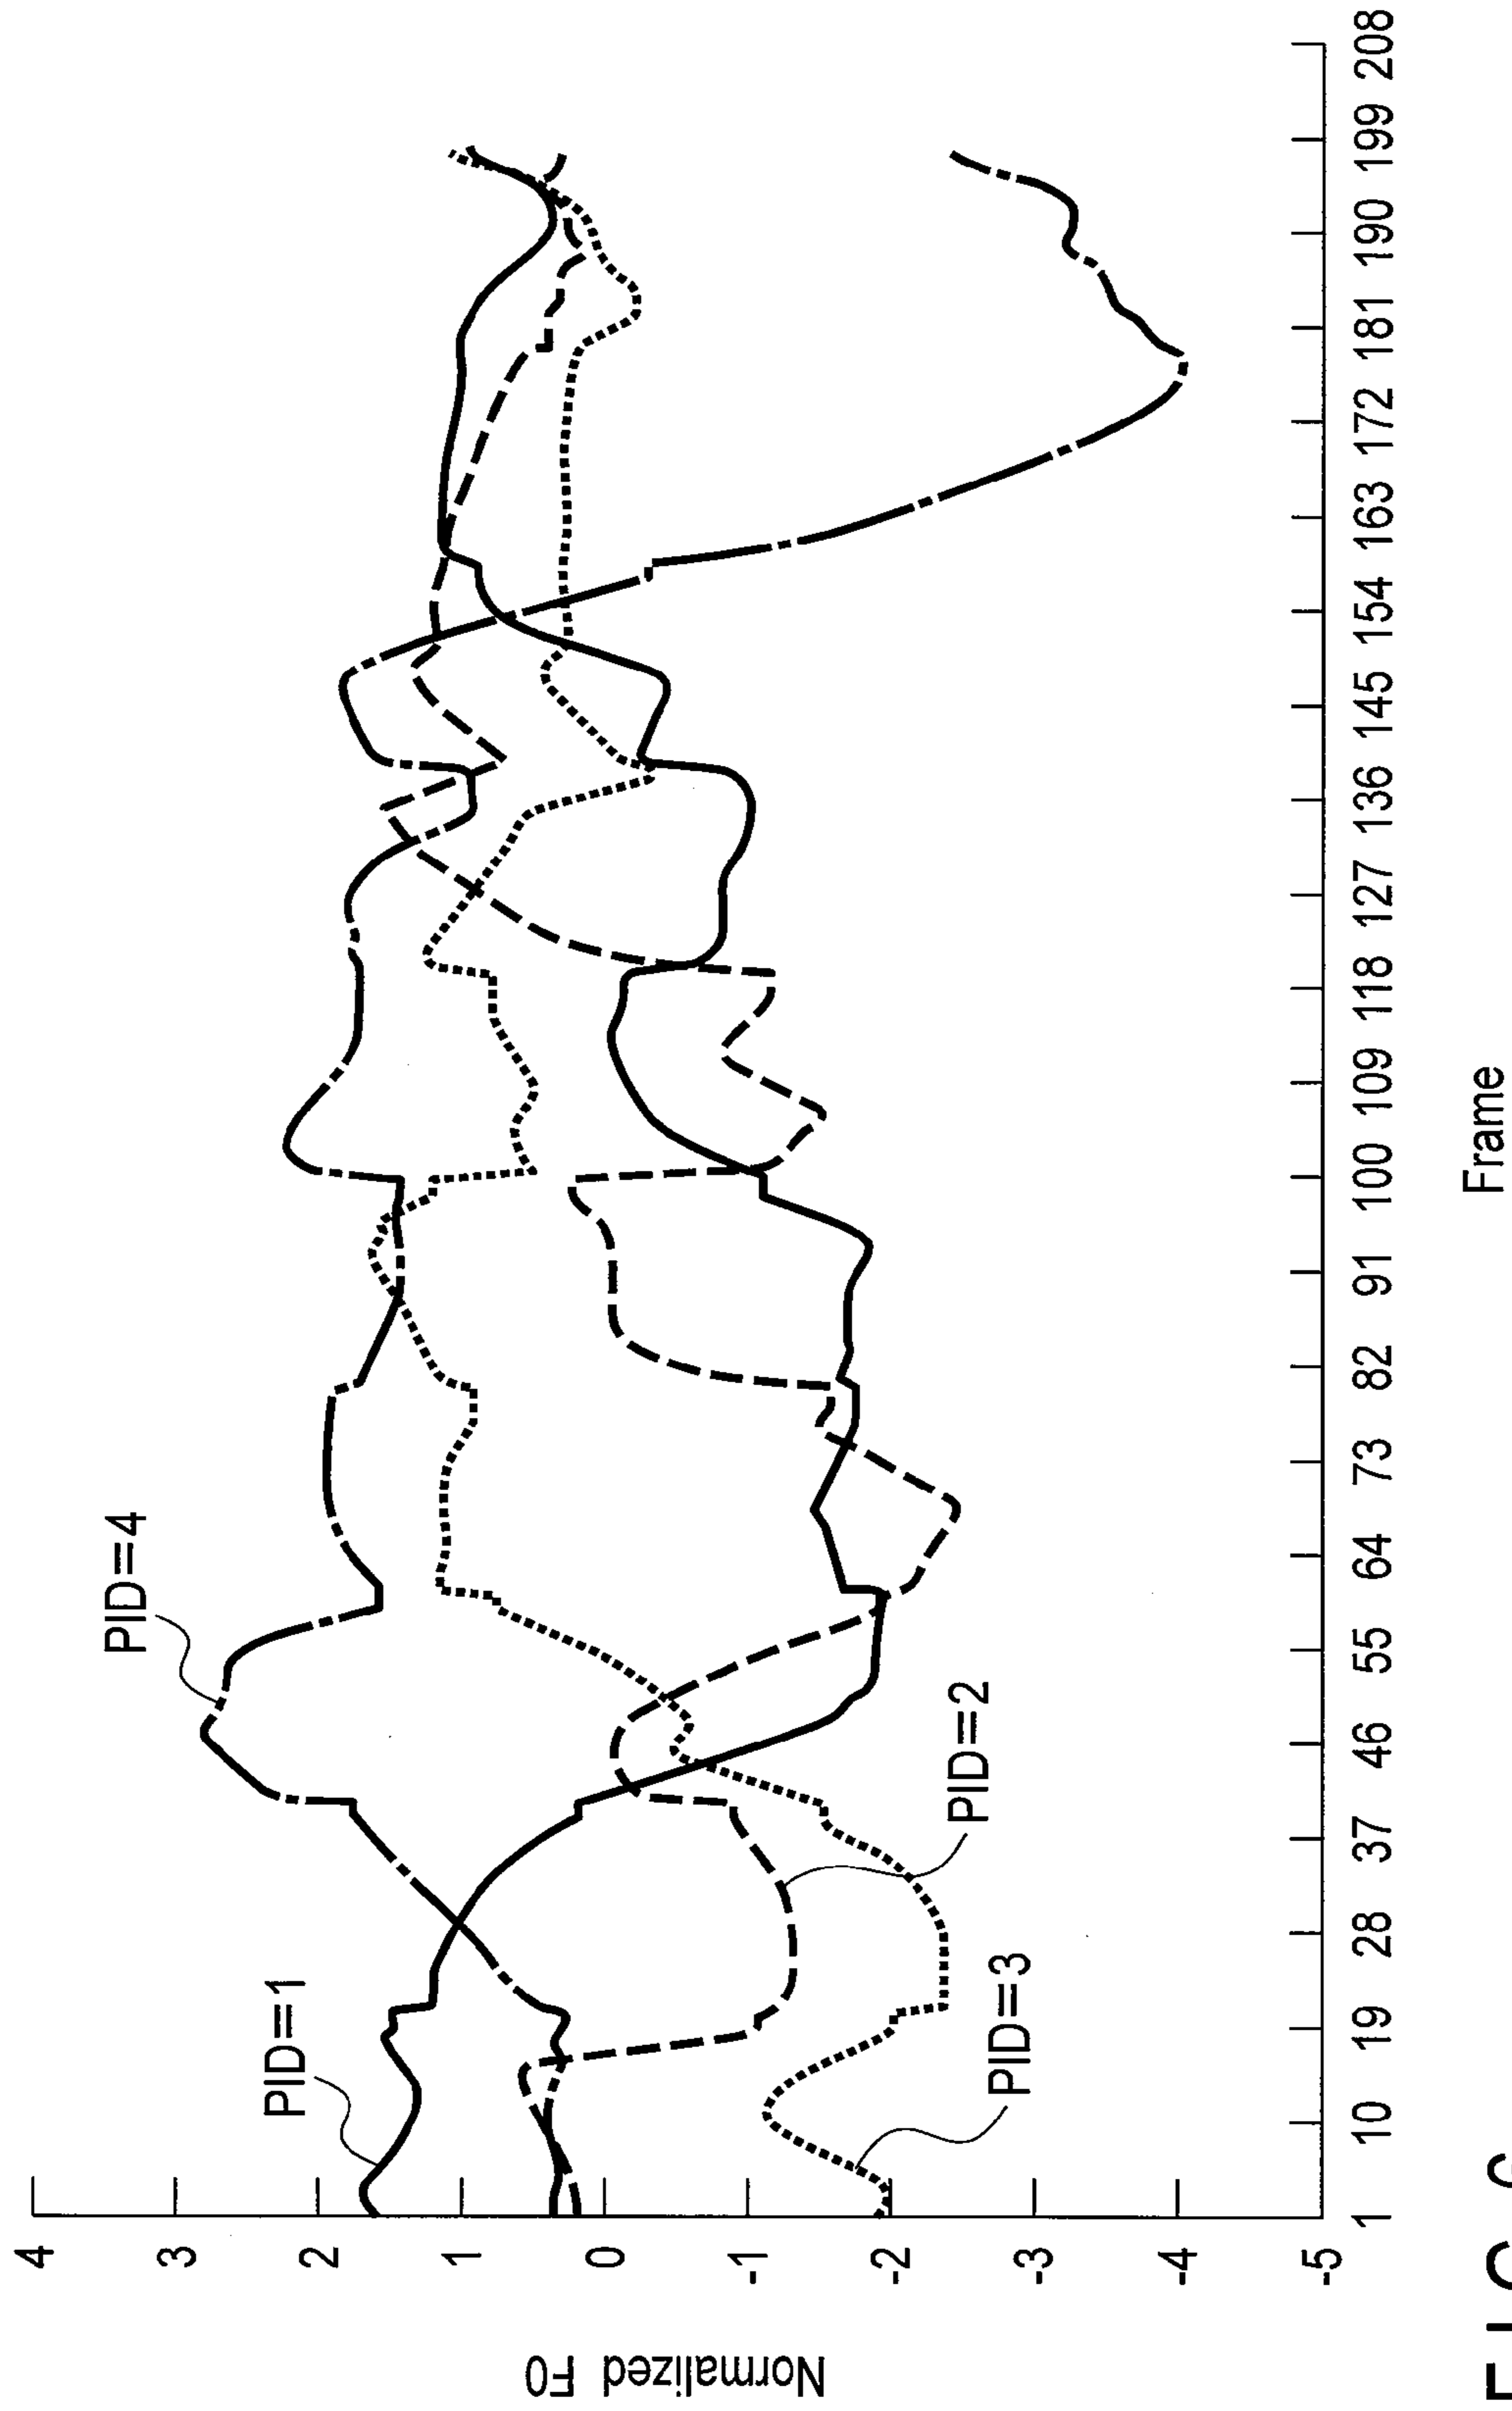 Normalized F0
4
3
2
1
0
-1
-2
-3
-4
-5
PID=1
PID=4
PID=3
PID=2
1 10 19 28 37 46 55 64 73 82 91 100 109 118 127 136 145 154 163 172 181 190 199 208
Frame